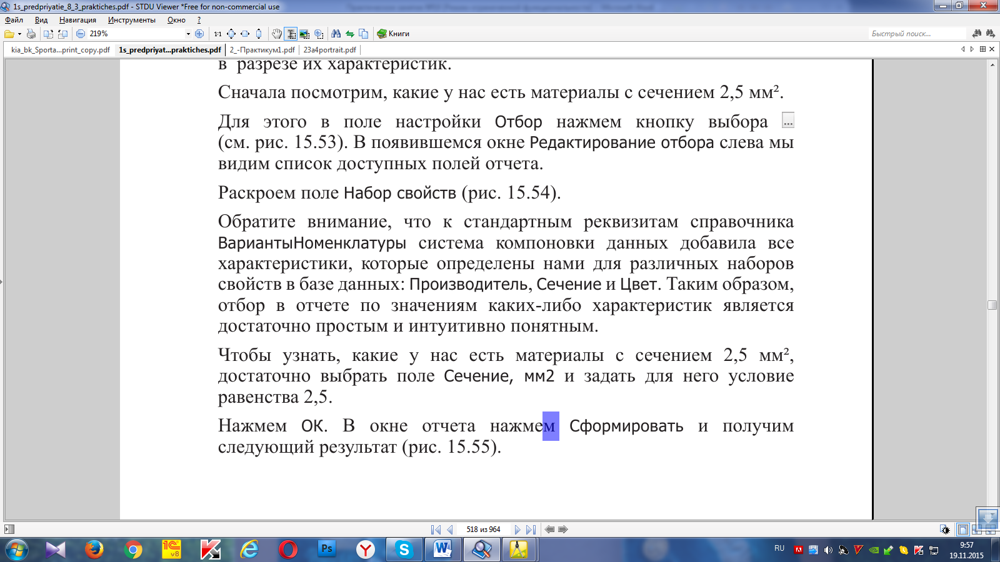 1s_predpriyatie_8_3_praktiches.pdf - STDU Viewer *Free for non-commercial use
Файл Вид Навигация Инструменты Окно ?
219% 1:1 Книги Быстрый поиск...
kia_bk_Sporta...print_copy.pdf 1s_predpriyat...praktiches.pdf 2_-Практикум1.pdf 23a4portrait.pdf
в разрезе их характеристик.
Сначала посмотрим, какие у нас есть материалы с сечением 2,5 мм².
Для этого в поле настройки Отбор нажмем кнопку выбора ...
(см. рис. 15.53). В появившемся окне Редактирование отбора слева мы
видим список доступных полей отчета.
Раскроем поле Набор свойств (рис. 15.54).
Обратите внимание, что к стандартным реквизитам справочника
ВариантыНоменклатуры система компоновки данных добавила все
характеристики, которые определены нами для различных наборов
свойств в базе данных: Производитель, Сечение и Цвет. Таким образом,
отбор в отчете по значениям каких-либо характеристик является
достаточно простым и интуитивно понятным.
Чтобы узнать, какие у нас есть материалы с сечением 2,5 мм²,
достаточно выбрать поле Сечение, мм2 и задать для него условие
равенства 2,5.
Нажмем ОК. В окне отчета нажмем Сформировать и получим
следующий результат (рис. 15.55).
518 из 964
RU 9:57
19.11.2015